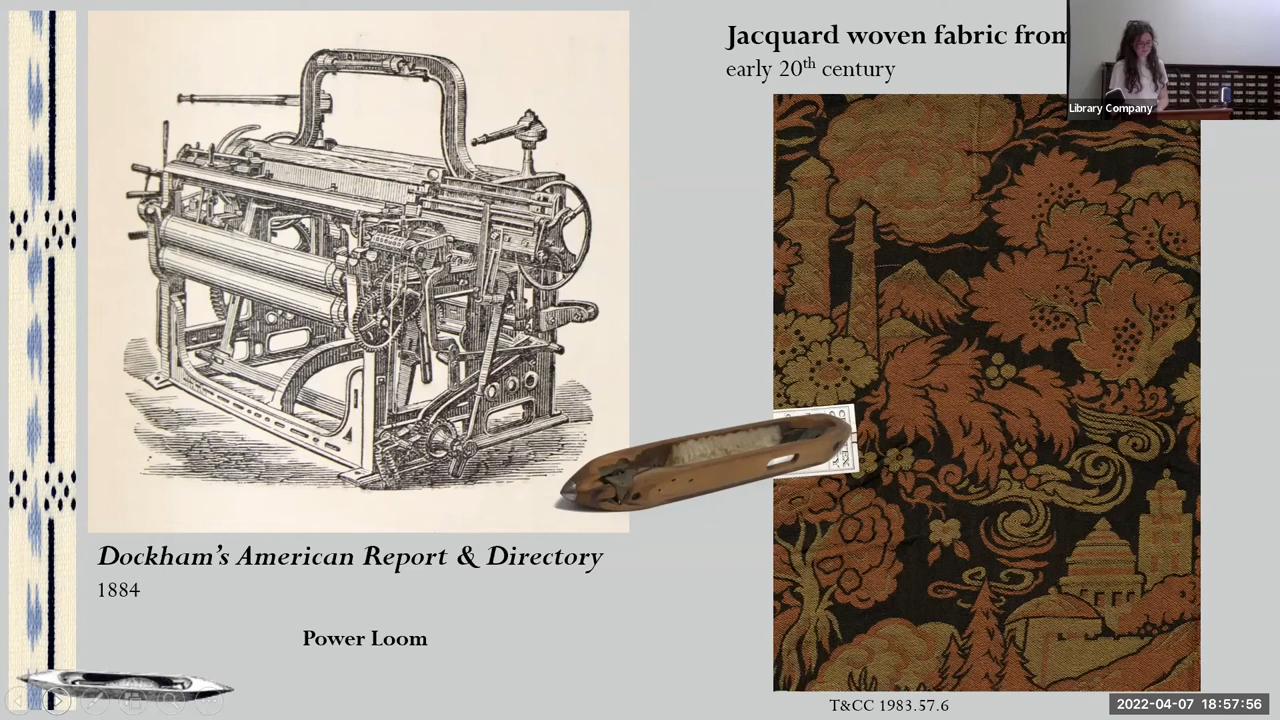 Jacquard woven fabric from
early 20th century
Library Company
Dockham's American Report & Directory
1884
Power Loom
T&CC 1983.57.6
2022-04-07 18:57:56